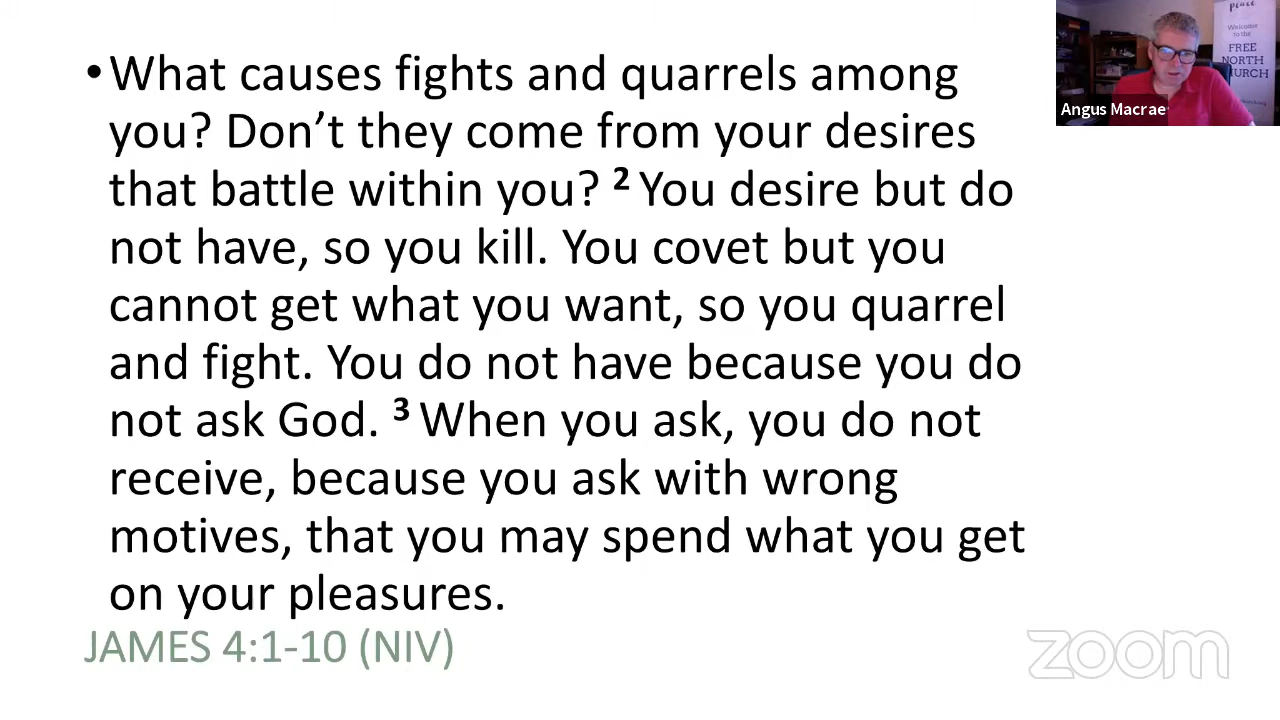 •What causes fights and quarrels among
you? Don’t they come from your desires
that battle within you? ² You desire but do
not have, so you kill. You covet but you
cannot get what you want, so you quarrel
and fight. You do not have because you do
not ask God. ³ When you ask, you do not
receive, because you ask with wrong
motives, that you may spend what you get
on your pleasures.
JAMES 4:1-10 (NIV)
peace
Welcome
to the
FREE
NORTH
Angus Macrae
zoom